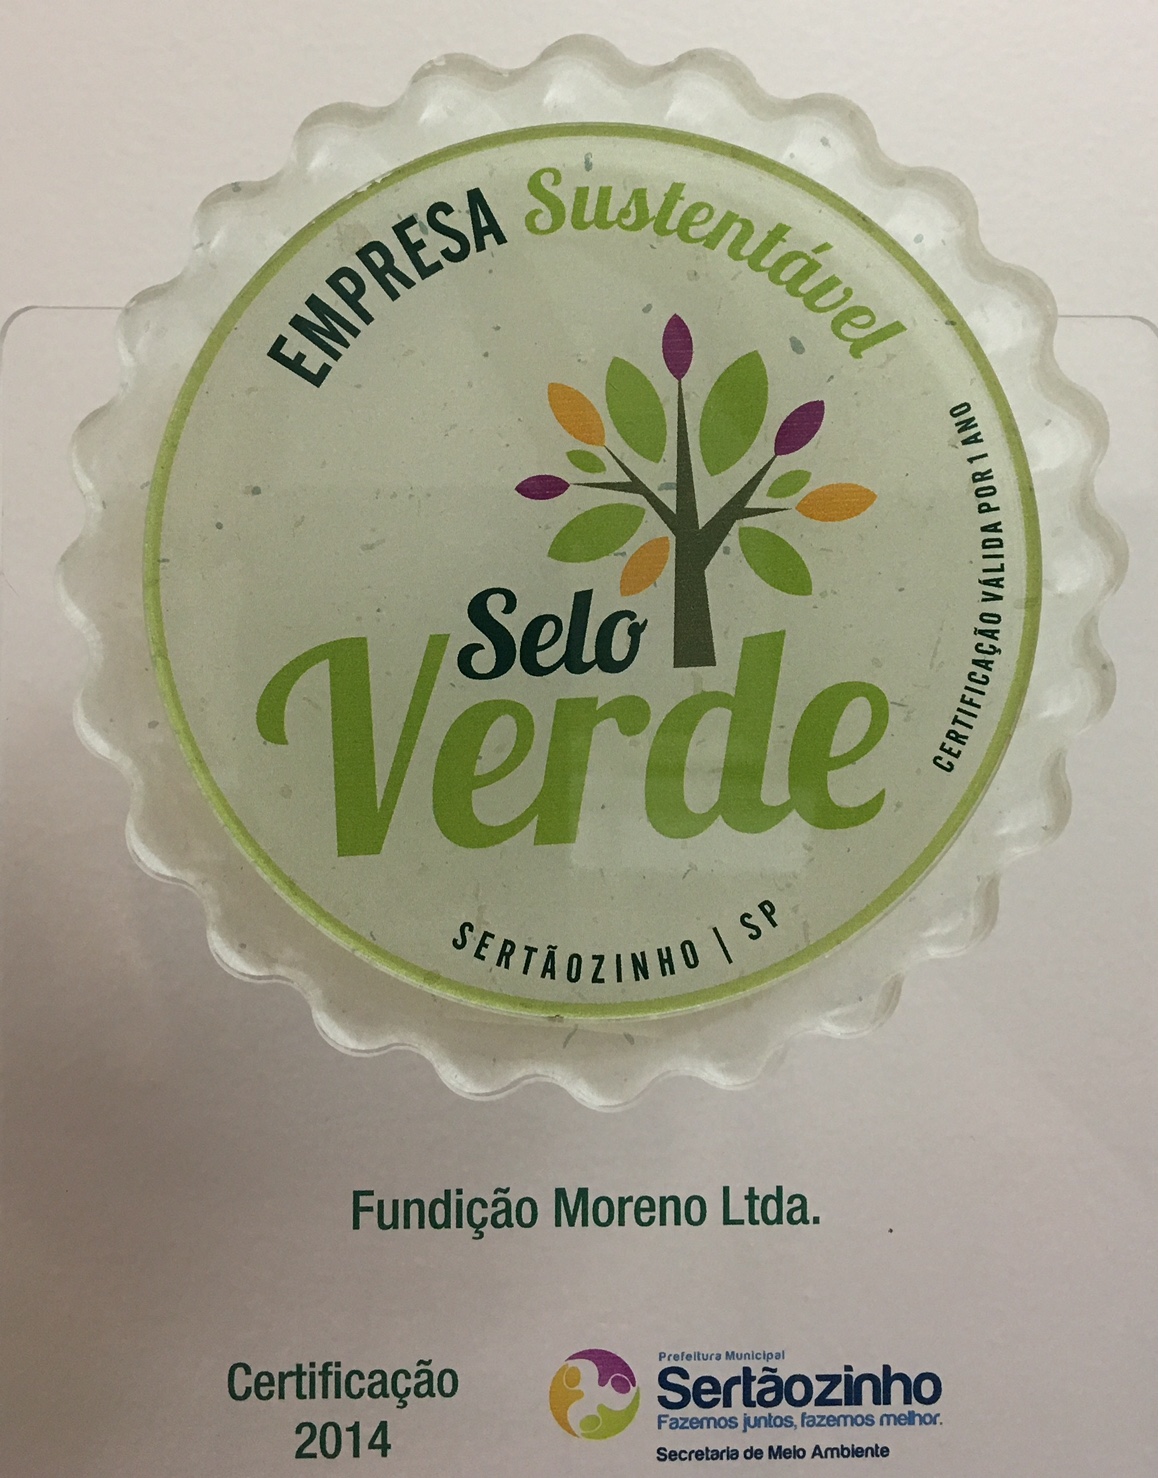 EMPRESA Sustentável
CERTIFICAÇÃO VÁLIDA POR 1 ANO
Selo
Verde
SERTÃOZINHO | SP
Fundição Moreno Ltda.
Certificação
2014
Prefeitura Municipal
Sertãozinho
Fazemos juntos, fazemos melhor.
Secretaria de Meio Ambiente